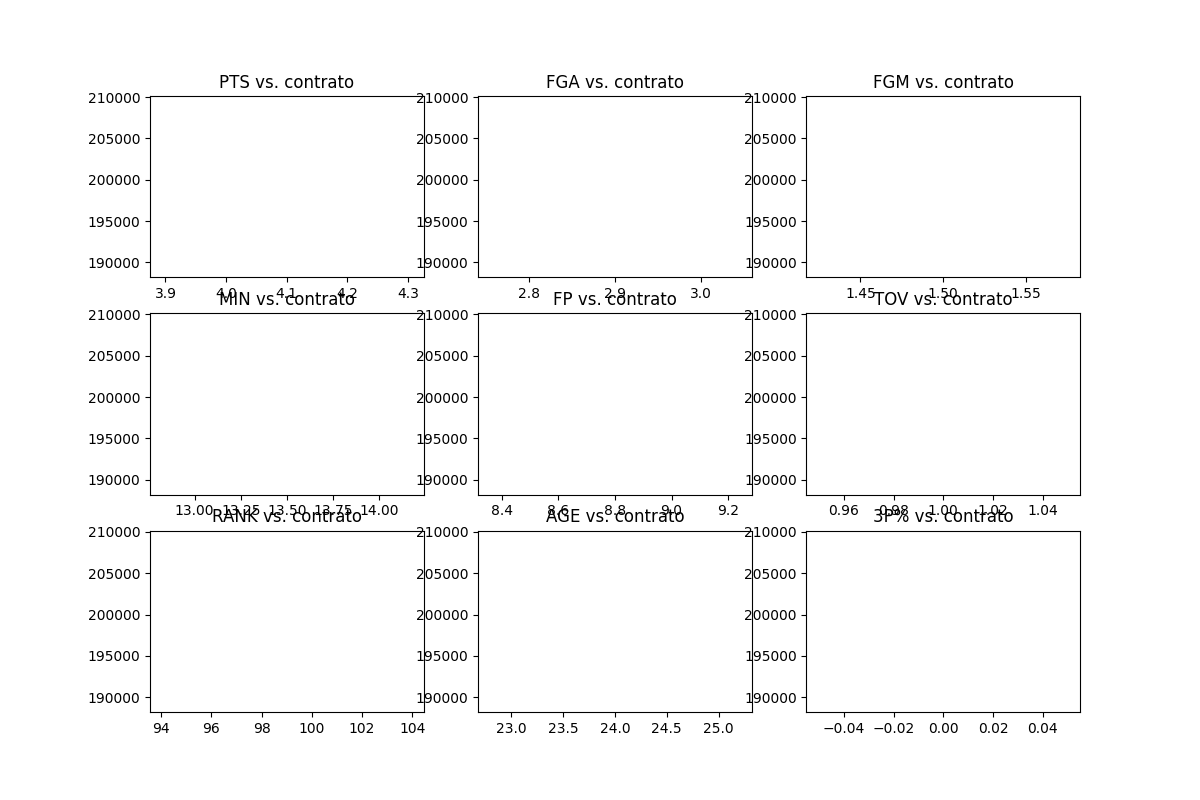 PTS vs. contrato
210000
205000
200000
195000
190000
3.9 4.0 4.1 4.2 4.3
FGA vs. contrato
210000
205000
200000
195000
190000
2.8 2.9 3.0
FGM vs. contrato
210000
205000
200000
195000
190000
1.45 1.50 1.55
MIN vs. contrato
210000
205000
200000
195000
190000
13.00 13.25 13.50 13.75 14.00
FP vs. contrato
210000
205000
200000
195000
190000
8.4 8.6 8.8 9.0 9.2
TOV vs. contrato
210000
205000
200000
195000
190000
0.96 0.98 1.00 1.02 1.04
RANK vs. contrato
210000
205000
200000
195000
190000
94 96 98 100 102 104
AGE vs. contrato
210000
205000
200000
195000
190000
23.0 23.5 24.0 24.5 25.0
3P% vs. contrato
210000
205000
200000
195000
190000
−0.04 −0.02 0.00 0.02 0.04